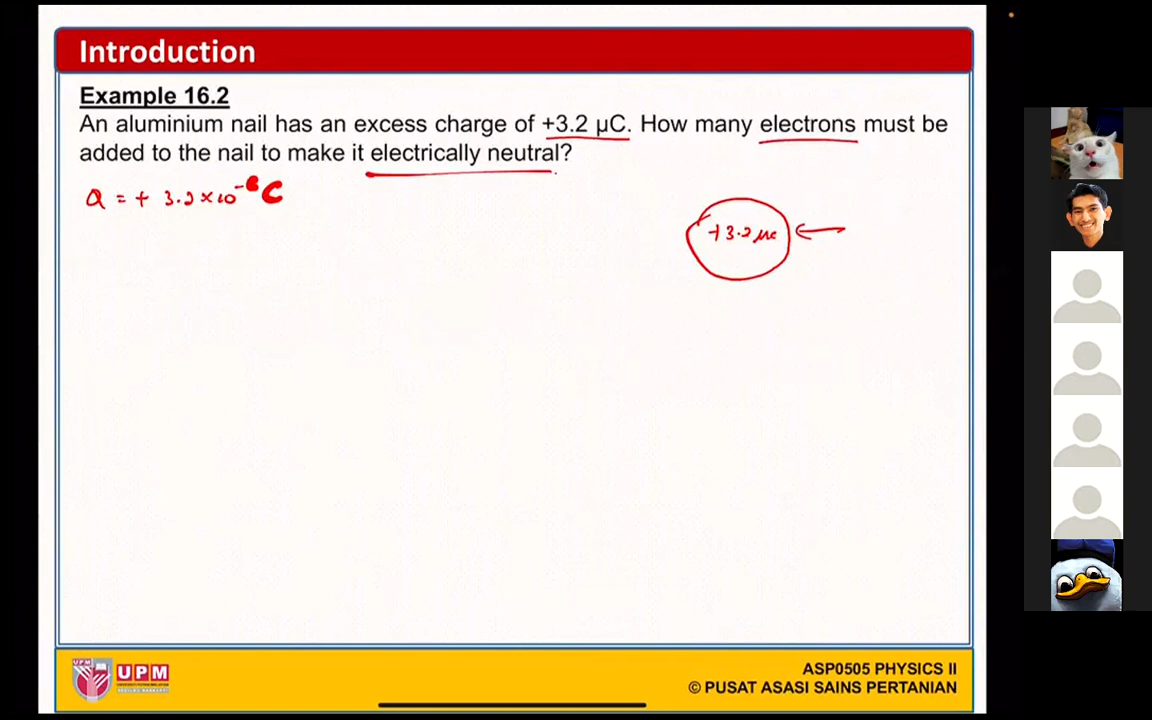 Introduction
Example 16.2
An aluminium nail has an excess charge of +3.2 µC. How many electrons must be
added to the nail to make it electrically neutral?
Q = + 3.2 × 10⁻⁶ C
+3.2 µC
UPM
UPM
ASP0505 PHYSICS II
© PUSAT ASASI SAINS PERTANIAN